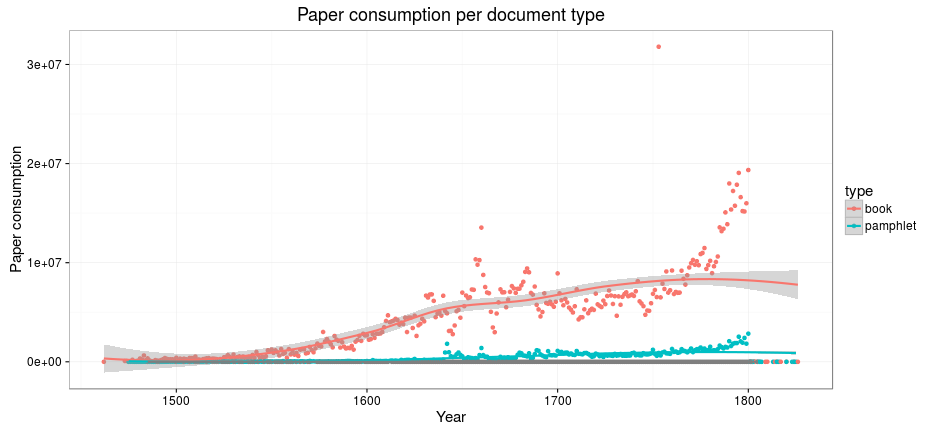 Paper consumption per document type
3e+07
2e+07
1e+07
0e+00
Paper consumption
1500
1600
1700
1800
Year
type
book
pamphlet